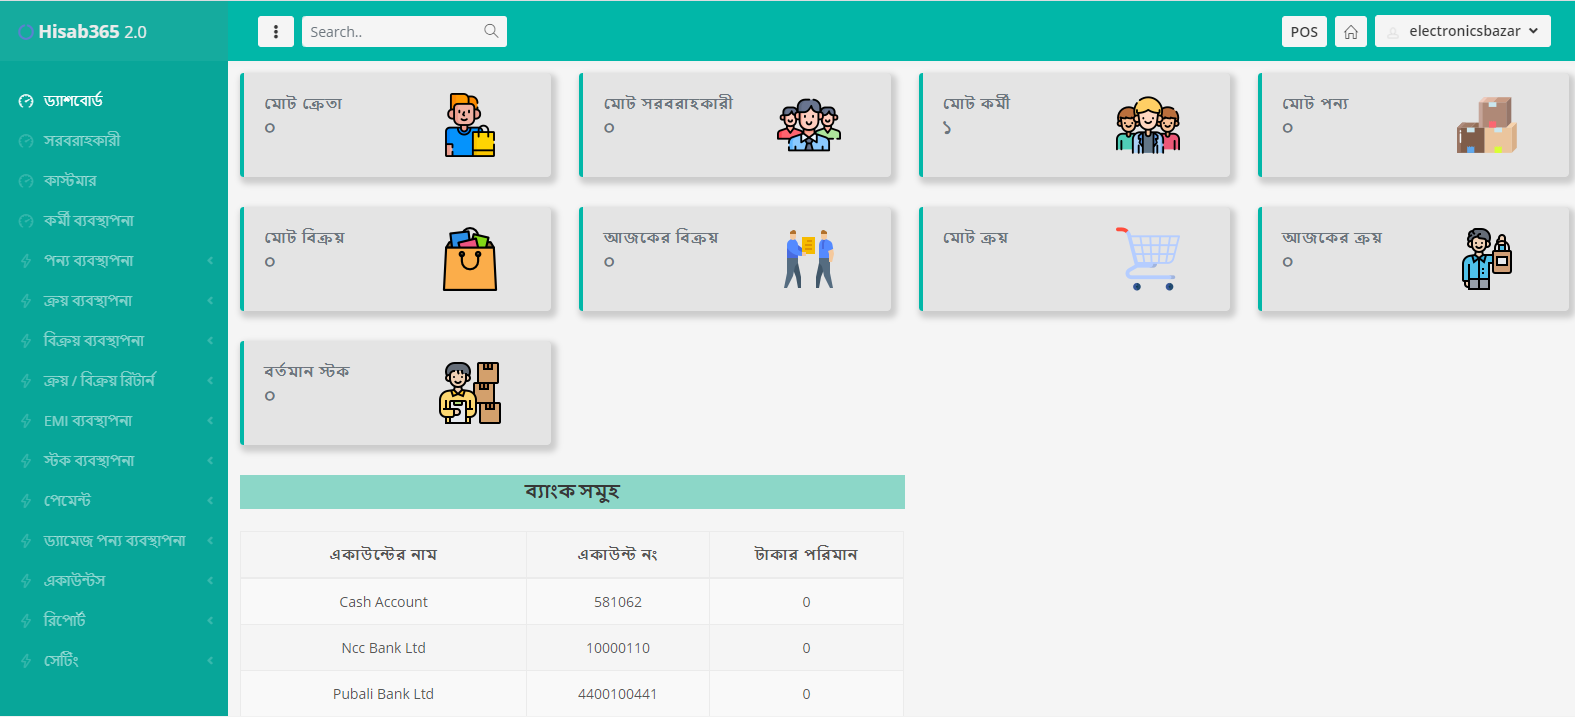 Hisab365 2.0
Search..
POS
electronicsbazar
ড্যাশবোর্ড
সরবরাহকারী
কাস্টমার
কর্মী ব্যবস্থাপনা
পন্য ব্যবস্থাপনা
ক্রয় ব্যবস্থাপনা
বিক্রয় ব্যবস্থাপনা
ক্রয় / বিক্রয় রিটার্ন
EMI ব্যবস্থাপনা
স্টক ব্যবস্থাপনা
পেমেন্ট
ড্যামেজ পন্য ব্যবস্থাপনা
একাউন্টস
রিপোর্ট
সেটিং
মোট ক্রেতা
০
মোট সরবরাহকারী
০
মোট কর্মী
১
মোট পন্য
০
মোট বিক্রয়
০
আজকের বিক্রয়
০
মোট ক্রয়
আজকের ক্রয়
০
বর্তমান স্টক
০
ব্যাংক সমুহ
একাউন্টের নাম একাউন্ট নং টাকার পরিমান
Cash Account 581062 0
Ncc Bank Ltd 10000110 0
Pubali Bank Ltd 4400100441 0